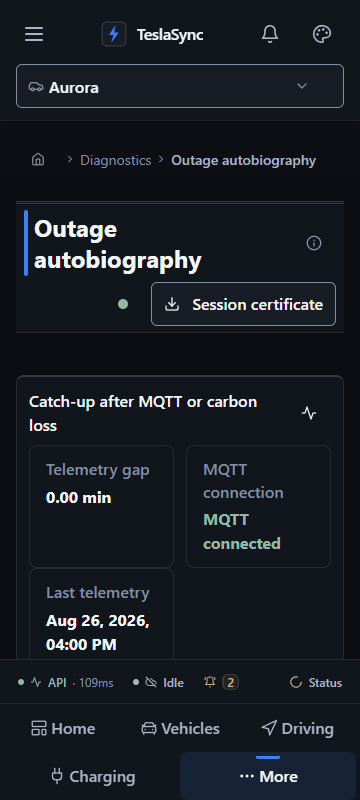 TeslaSync
Aurora
Diagnostics
Outage autobiography
Outage
autobiography
Session certificate
Catch-up after MQTT or carbon
loss
Telemetry gap
0.00 min
MQTT
connection
MQTT
connected
Last telemetry
Aug 26, 2026,
04:00 PM
API · 109ms
Idle
2
Status
Home
Vehicles
Driving
Charging
More